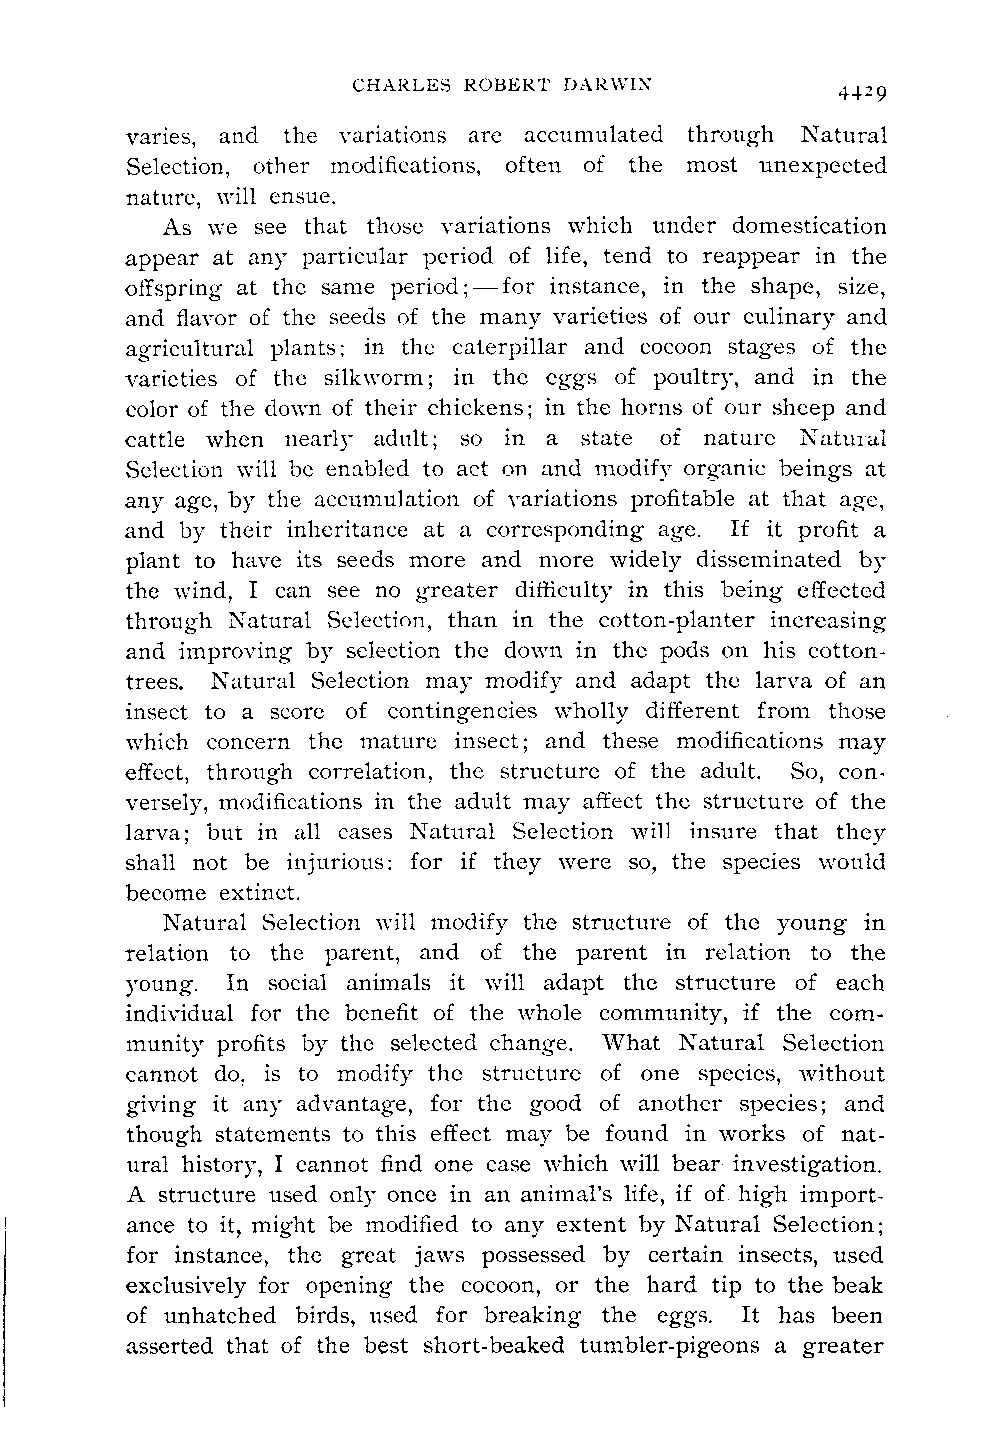 CHARLES ROBERT DARWIN
4429
varies, and the variations are accumulated through Natural
Selection, other modifications, often of the most unexpected
nature, will ensue.
As we see that those variations which under domestication
appear at any particular period of life, tend to reappear in the
offspring at the same period;—for instance, in the shape, size,
and flavor of the seeds of the many varieties of our culinary and
agricultural plants; in the caterpillar and cocoon stages of the
varieties of the silkworm; in the eggs of poultry, and in the
color of the down of their chickens; in the horns of our sheep and
cattle when nearly adult; so in a state of nature Natural
Selection will be enabled to act on and modify organic beings at
any age, by the accumulation of variations profitable at that age,
and by their inheritance at a corresponding age. If it profit a
plant to have its seeds more and more widely disseminated by
the wind, I can see no greater difficulty in this being effected
through Natural Selection, than in the cotton-planter increasing
and improving by selection the down in the pods on his cotton-
trees. Natural Selection may modify and adapt the larva of an
insect to a score of contingencies wholly different from those
which concern the mature insect; and these modifications may
effect, through correlation, the structure of the adult. So, con-
versely, modifications in the adult may affect the structure of the
larva; but in all cases Natural Selection will insure that they
shall not be injurious: for if they were so, the species would
become extinct.
Natural Selection will modify the structure of the young in
relation to the parent, and of the parent in relation to the
young. In social animals it will adapt the structure of each
individual for the benefit of the whole community, if the com-
munity profits by the selected change. What Natural Selection
cannot do, is to modify the structure of one species, without
giving it any advantage, for the good of another species; and
though statements to this effect may be found in works of nat-
ural history, I cannot find one case which will bear investigation.
A structure used only once in an animal's life, if of high import-
ance to it, might be modified to any extent by Natural Selection;
for instance, the great jaws possessed by certain insects, used
exclusively for opening the cocoon, or the hard tip to the beak
of unhatched birds, used for breaking the eggs. It has been
asserted that of the best short-beaked tumbler-pigeons a greater